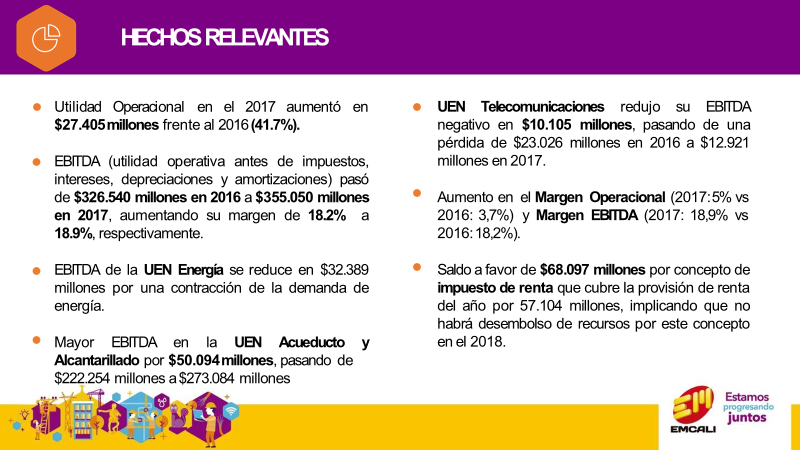 HECHOS RELEVANTES
Utilidad Operacional en el 2017 aumentó en
$27.405 millones frente al 2016 (41.7%).
EBITDA (utilidad operativa antes de impuestos,
intereses, depreciaciones y amortizaciones) pasó
de $326.540 millones en 2016 a $355.050 millones
en 2017, aumentando su margen de 18.2% a
18.9%, respectivamente.
EBITDA de la UEN Energía se reduce en $32.389
millones por una contracción de la demanda de
energía.
Mayor EBITDA en la UEN Acueducto y
Alcantarillado por $50.094 millones, pasando de
$222.254 millones a $273.084 millones
UEN Telecomunicaciones redujo su EBITDA
negativo en $10.105 millones, pasando de una
pérdida de $23.026 millones en 2016 a $12.921
millones en 2017.
Aumento en el Margen Operacional (2017: 5% vs
2016: 3,7%) y Margen EBITDA (2017: 18,9% vs
2016: 18,2%).
Saldo a favor de $68.097 millones por concepto de
impuesto de renta que cubre la provisión de renta
del año por 57.104 millones, implicando que no
habrá desembolso de recursos por este concepto
en el 2018.
EM
EMCALI
Estamos
progresando
juntos